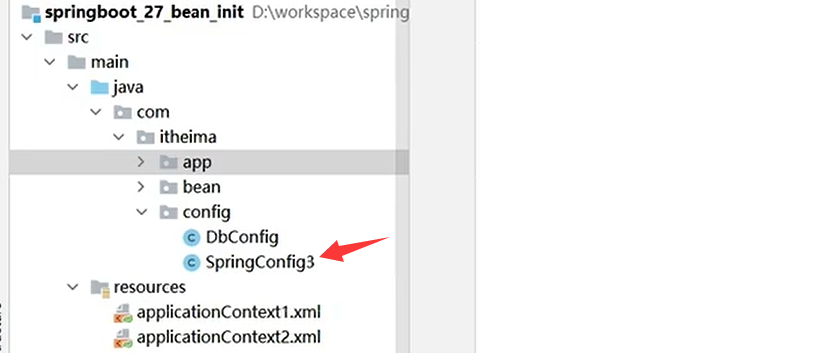 springboot_27_bean_init D:\workspace\spring
src
main
java
com
itheima
app
bean
config
DbConfig
SpringConfig3
resources
applicationContext1.xml
applicationContext2.xml